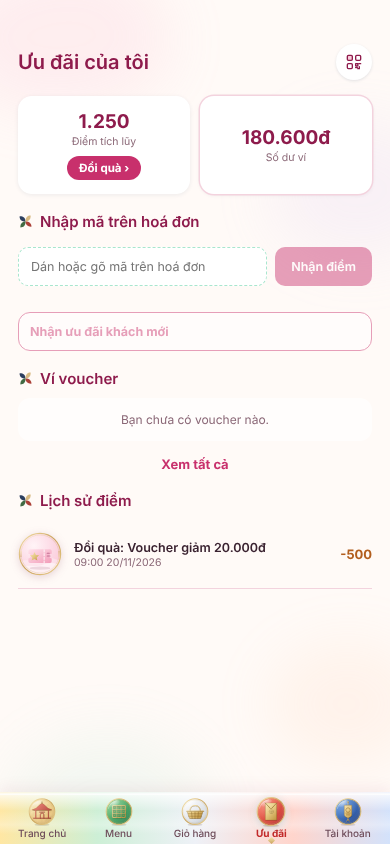 Ưu đãi của tôi
1.250
Điểm tích lũy
Đổi quà ›
180.600đ
Số dư ví
Nhập mã trên hoá đơn
Dán hoặc gõ mã trên hoá đơn
Nhận điểm
Nhận ưu đãi khách mới
Ví voucher
Bạn chưa có voucher nào.
Xem tất cả
Lịch sử điểm
Đổi quà: Voucher giảm 20.000đ
-500
09:00 20/11/2026
Trang chủ
Menu
Giỏ hàng
Ưu đãi
Tài khoản